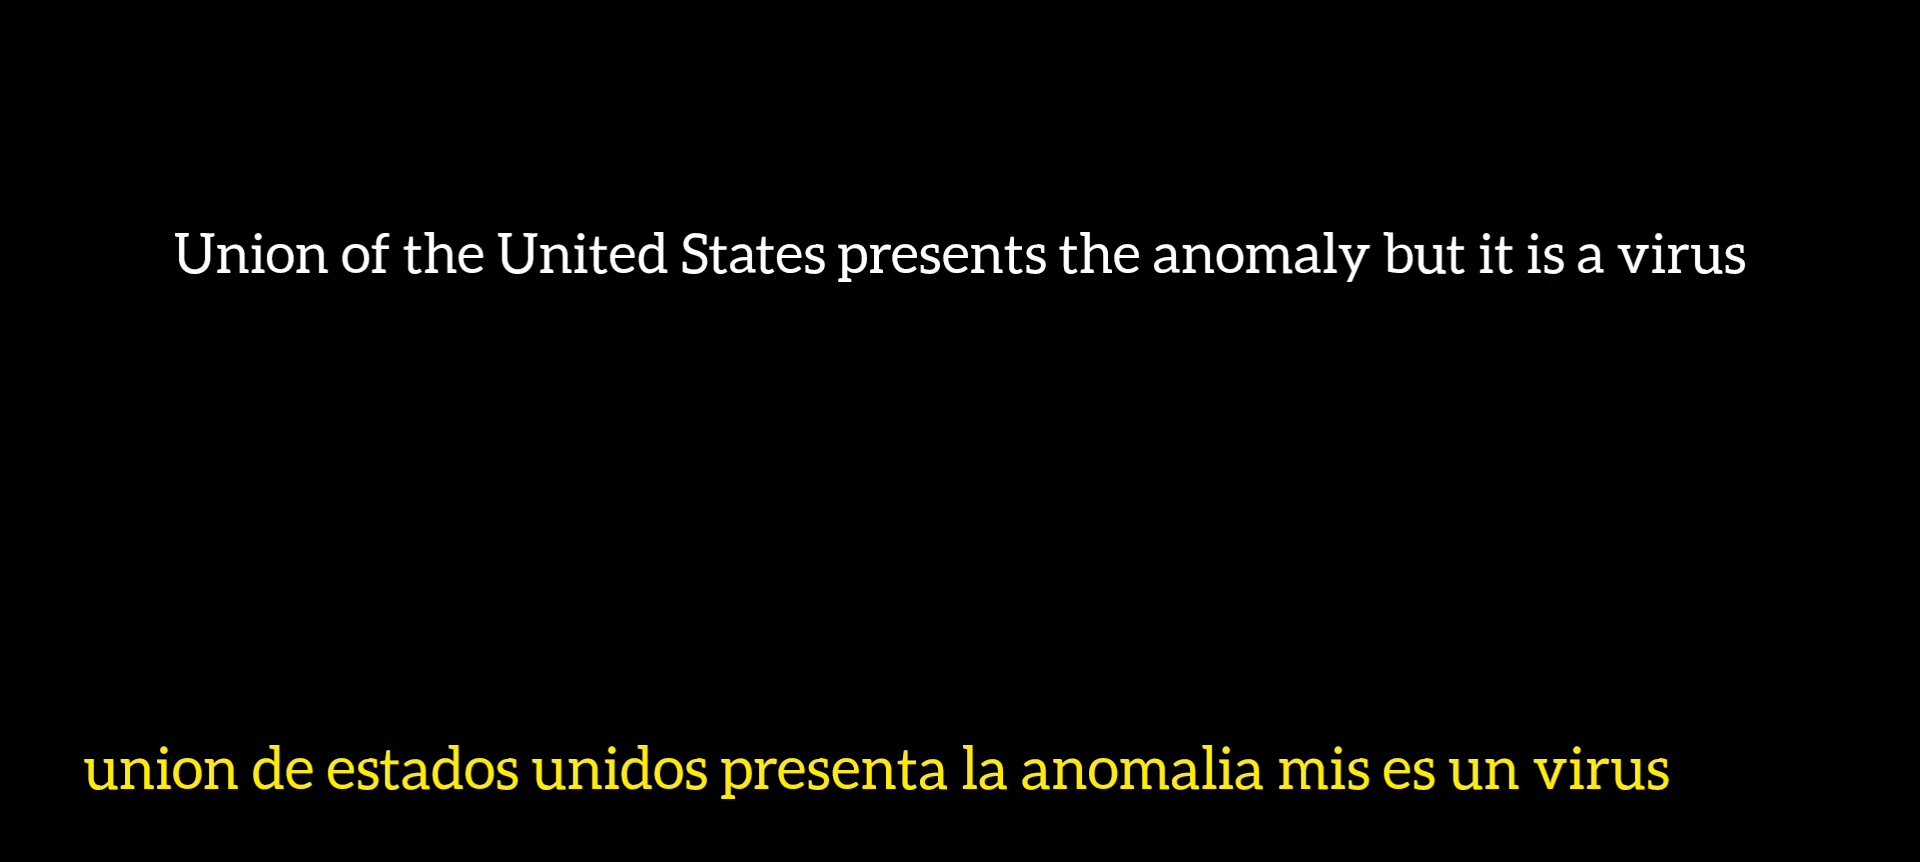 Union of the United States presents the anomaly but it is a virus
union de estados unidos presenta la anomalia mis es un virus